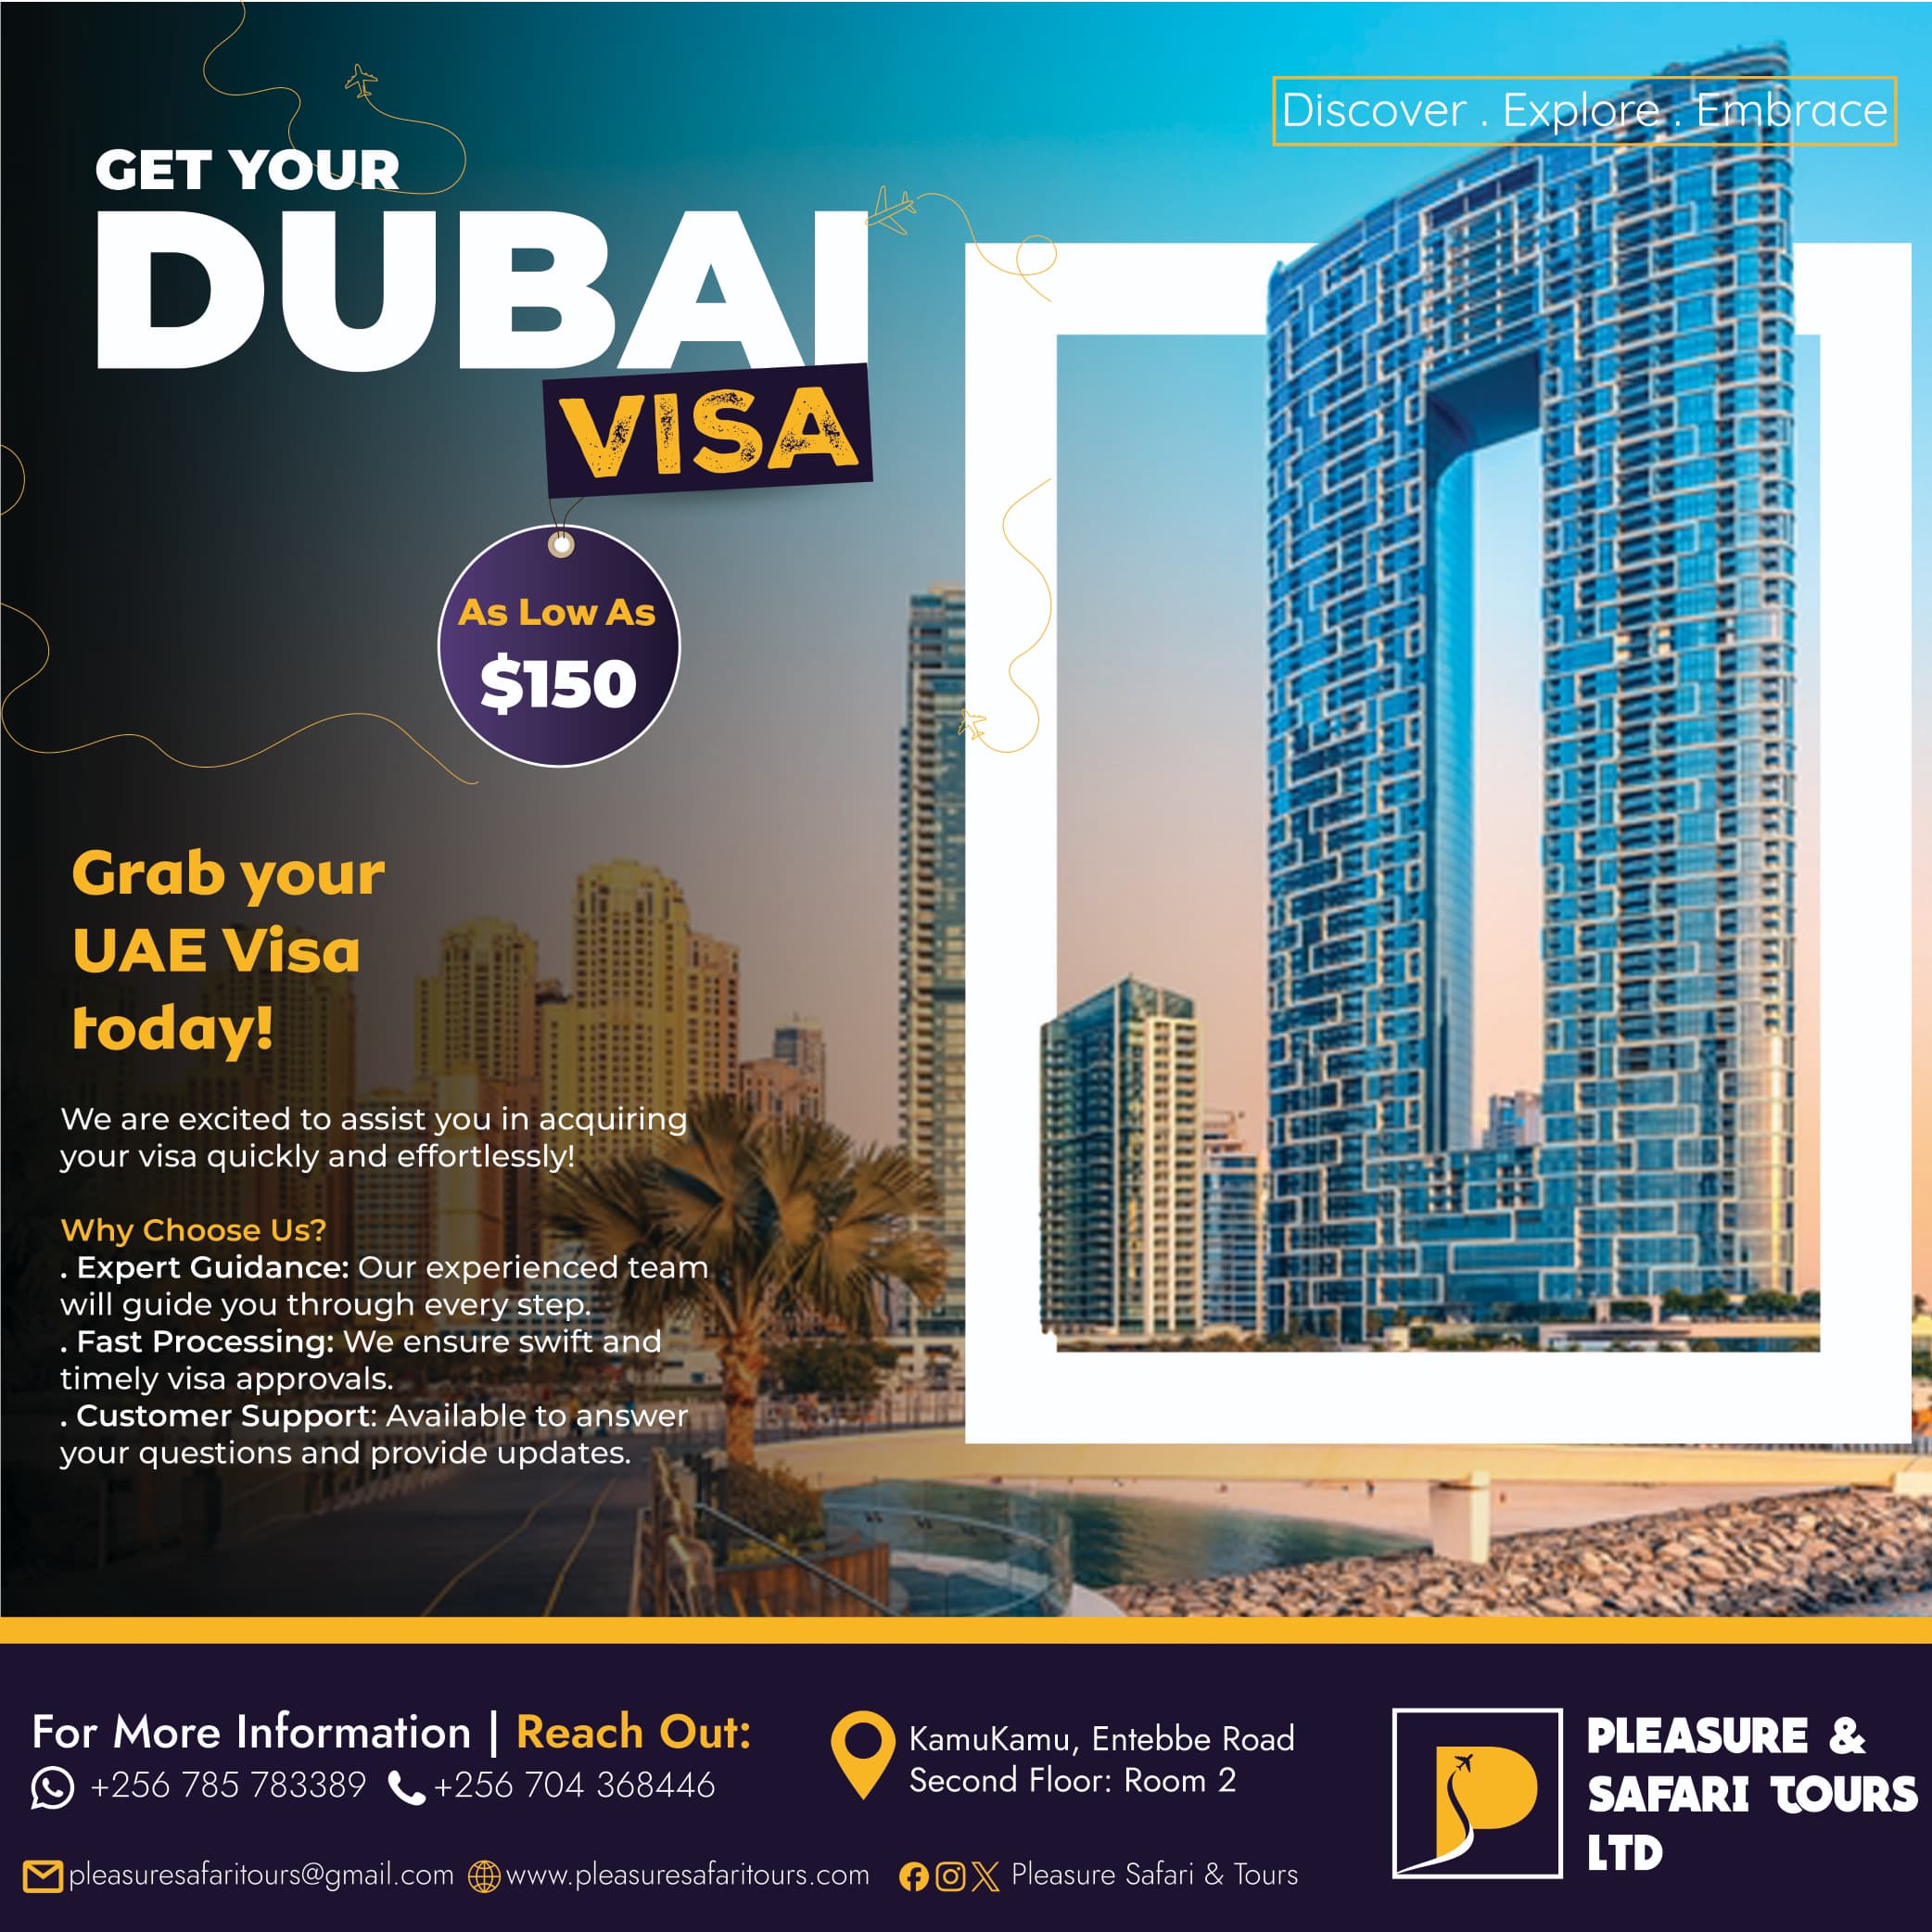 Discover . Explore . Embrace
GET YOUR
DUBAI
VISA
As Low As
$150
Grab your
UAE Visa
today!
We are excited to assist you in acquiring
your visa quickly and effortlessly!
Why Choose Us?
. Expert Guidance: Our experienced team
will guide you through every step.
. Fast Processing: We ensure swift and
timely visa approvals.
. Customer Support: Available to answer
your questions and provide updates.
For More Information | Reach Out:
+256 785 783389 +256 704 368446
pleasuresafaritours@gmail.com www.pleasuresafaritours.com Pleasure Safari & Tours
KamuKamu, Entebbe Road
Second Floor: Room 2
PLEASURE &
SAFARI TOURS
LTD